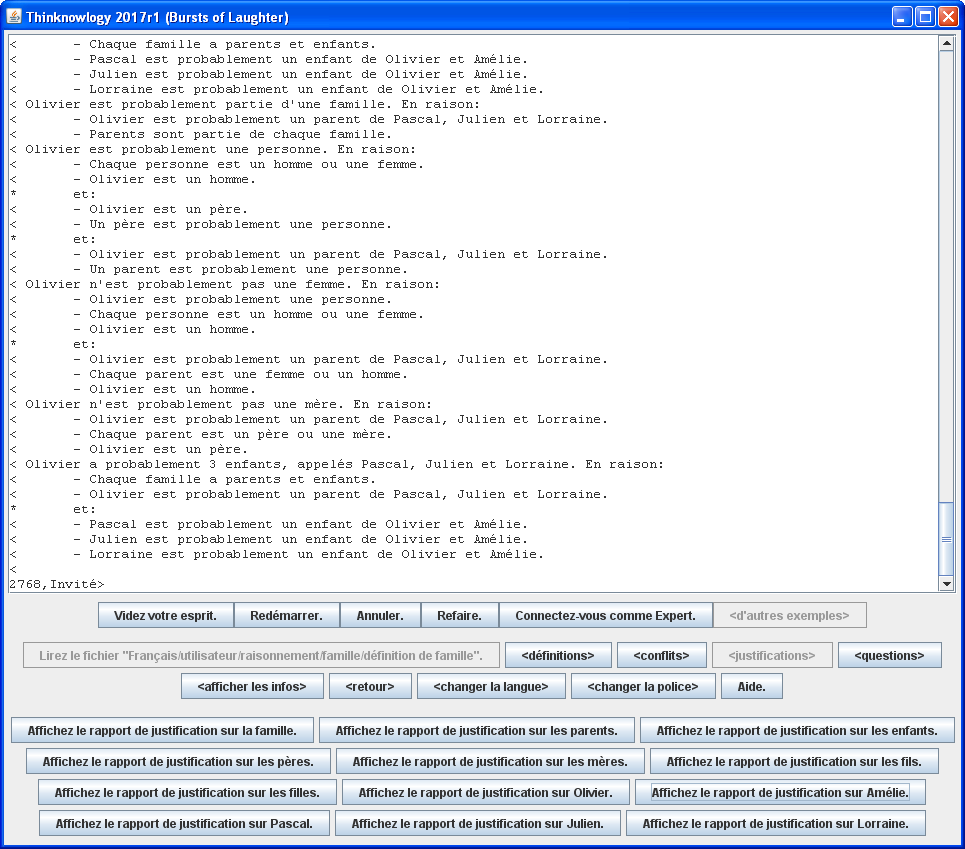 Thinknowlogy 2017r1 (Bursts of Laughter)
<       - Chaque famille a parents et enfants.
<       - Pascal est probablement un enfant de Olivier et Amélie.
<       - Julien est probablement un enfant de Olivier et Amélie.
<       - Lorraine est probablement un enfant de Olivier et Amélie.
< Olivier est probablement partie d'une famille. En raison:
<       - Olivier est probablement un parent de Pascal, Julien et Lorraine.
<       - Parents sont partie de chaque famille.
< Olivier est probablement une personne. En raison:
<       - Chaque personne est un homme ou une femme.
<       - Olivier est un homme.
*       et:
<       - Olivier est un père.
<       - Un père est probablement une personne.
*       et:
<       - Olivier est probablement un parent de Pascal, Julien et Lorraine.
<       - Un parent est probablement une personne.
< Olivier n'est probablement pas une femme. En raison:
<       - Olivier est probablement une personne.
<       - Chaque personne est un homme ou une femme.
<       - Olivier est un homme.
*       et:
<       - Olivier est probablement un parent de Pascal, Julien et Lorraine.
<       - Chaque parent est une femme ou un homme.
<       - Olivier est un homme.
< Olivier n'est probablement pas une mère. En raison:
<       - Olivier est probablement un parent de Pascal, Julien et Lorraine.
<       - Chaque parent est un père ou une mère.
<       - Olivier est un père.
< Olivier a probablement 3 enfants, appelés Pascal, Julien et Lorraine. En raison:
<       - Chaque famille a parents et enfants.
<       - Olivier est probablement un parent de Pascal, Julien et Lorraine.
*       et:
<       - Pascal est probablement un enfant de Olivier et Amélie.
<       - Julien est probablement un enfant de Olivier et Amélie.
<       - Lorraine est probablement un enfant de Olivier et Amélie.
<
2768,Invité>
Videz votre esprit. Redémarrer. Annuler. Refaire. Connectez-vous comme Expert. <d'autres exemples>
Lirez le fichier "Français/utilisateur/raisonnement/famille/définition de famille". <définitions> <conflits> <justifications> <questions>
<afficher les infos> <retour> <changer la langue> <changer la police> Aide.
Affichez le rapport de justification sur la famille. Affichez le rapport de justification sur les parents. Affichez le rapport de justification sur les enfants.
Affichez le rapport de justification sur les pères. Affichez le rapport de justification sur les mères. Affichez le rapport de justification sur les fils.
Affichez le rapport de justification sur les filles. Affichez le rapport de justification sur Olivier. Affichez le rapport de justification sur Amélie.
Affichez le rapport de justification sur Pascal. Affichez le rapport de justification sur Julien. Affichez le rapport de justification sur Lorraine.